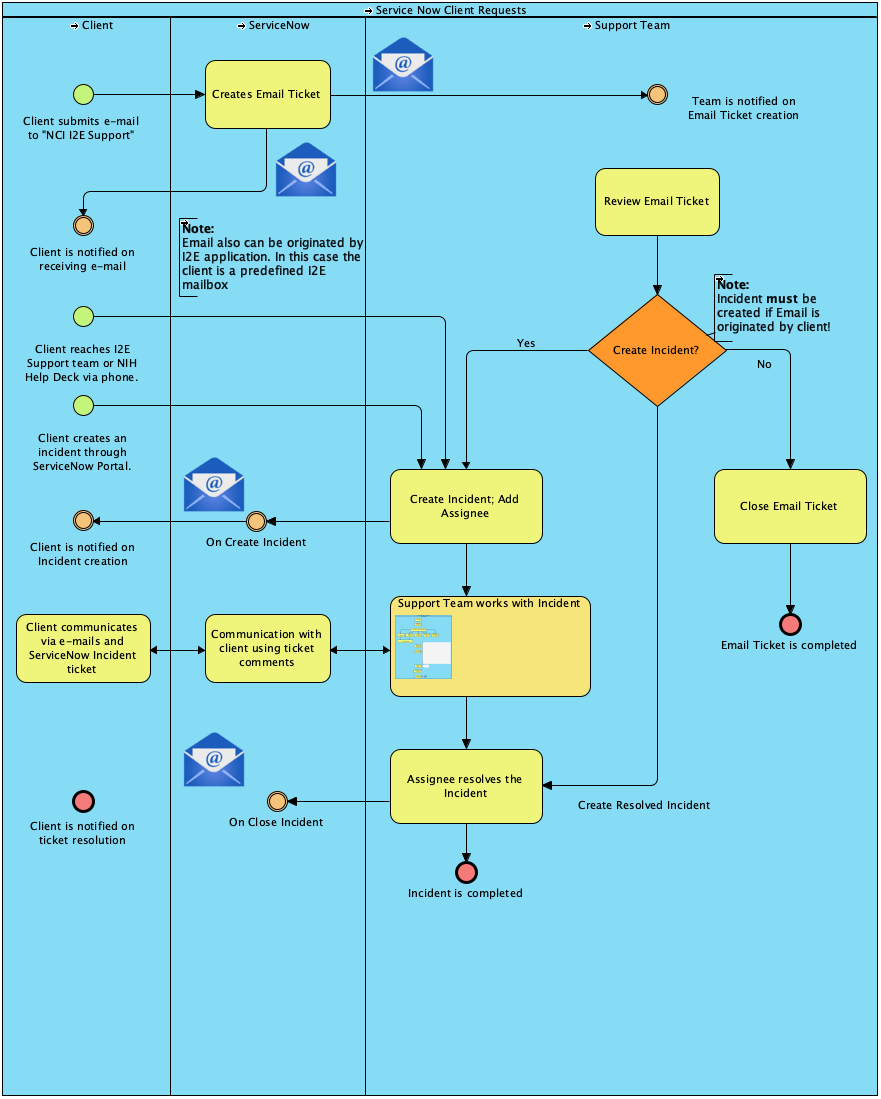 Service Now Client Requests
Client
ServiceNow
Support Team
Client submits e-mail
to "NCI I2E Support"
Creates Email Ticket
@
Team is notified on
Email Ticket creation
@
Client is notified on
receiving e-mail
Note:
Email also can be originated by
I2E application. In this case the
client is a predefined I2E
mailbox
Review Email Ticket
Note:
Incident must be
created if Email is
originated by client!
Create Incident?
Yes
No
Client reaches I2E
Support team or NIH
Help Deck via phone.
Client creates an
incident through
ServiceNow Portal.
@
Create Incident; Add
Assignee
Close Email Ticket
On Create Incident
Client is notified on
Incident creation
Client communicates
via e-mails and
ServiceNow Incident
ticket
Communication with
client using ticket
comments
Support Team works with Incident
Email Ticket is completed
@
Assignee resolves the
Incident
Create Resolved Incident
On Close Incident
Client is notified on
ticket resolution
Incident is completed